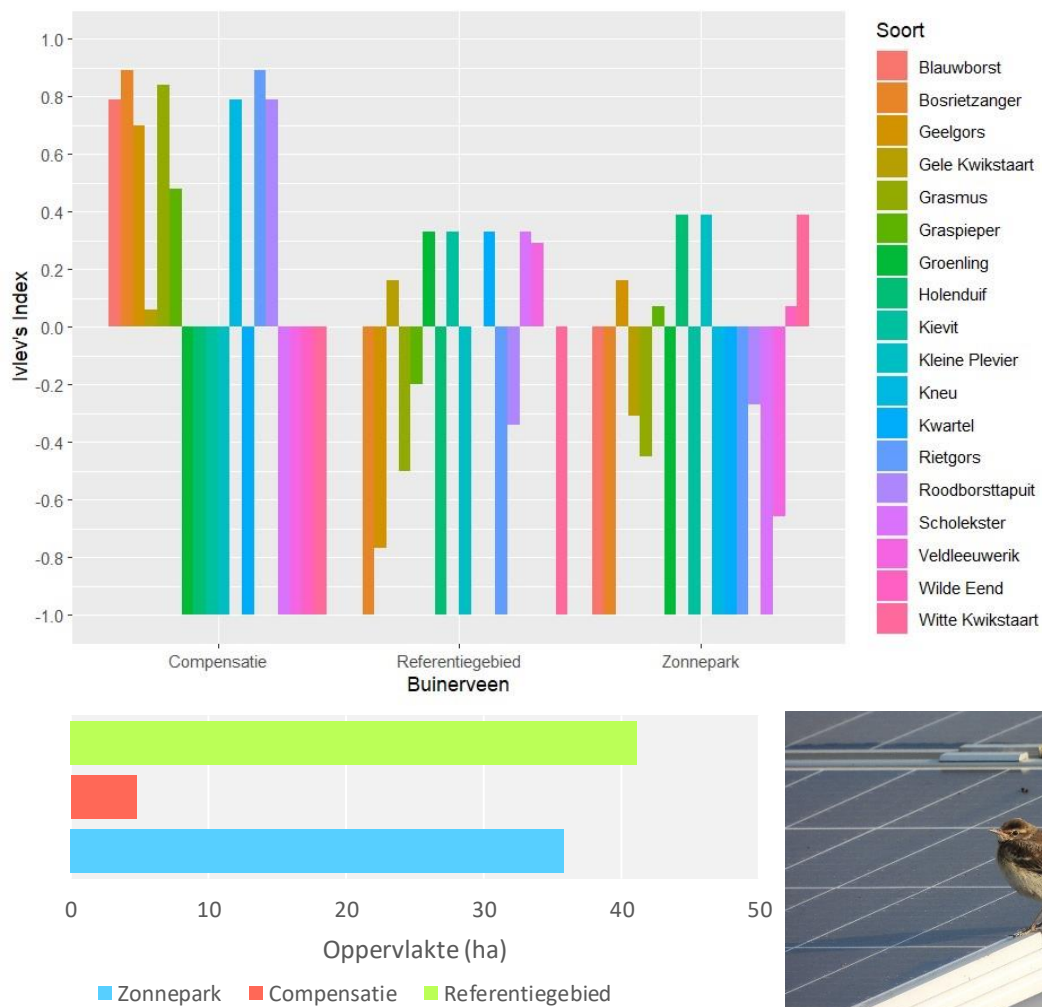 Soort
1.0
0.8
0.6
0.4
0.2
0.0
-0.2
-0.4
-0.6
-0.8
-1.0
Ivlev's Index
Compensatie Referentiegebied Zonnepark
Buinerveen
Blauwborst
Bosrietzanger
Geelgors
Gele Kwikstaart
Grasmus
Graspieper
Groenling
Holenduif
Kievit
Kleine Plevier
Kneu
Kwartel
Rietgors
Roodborsttapuit
Scholekster
Veldleeuwerik
Wilde Eend
Witte Kwikstaart
0 10 20 30 40 50
Oppervlakte (ha)
Zonnepark Compensatie Referentiegebied